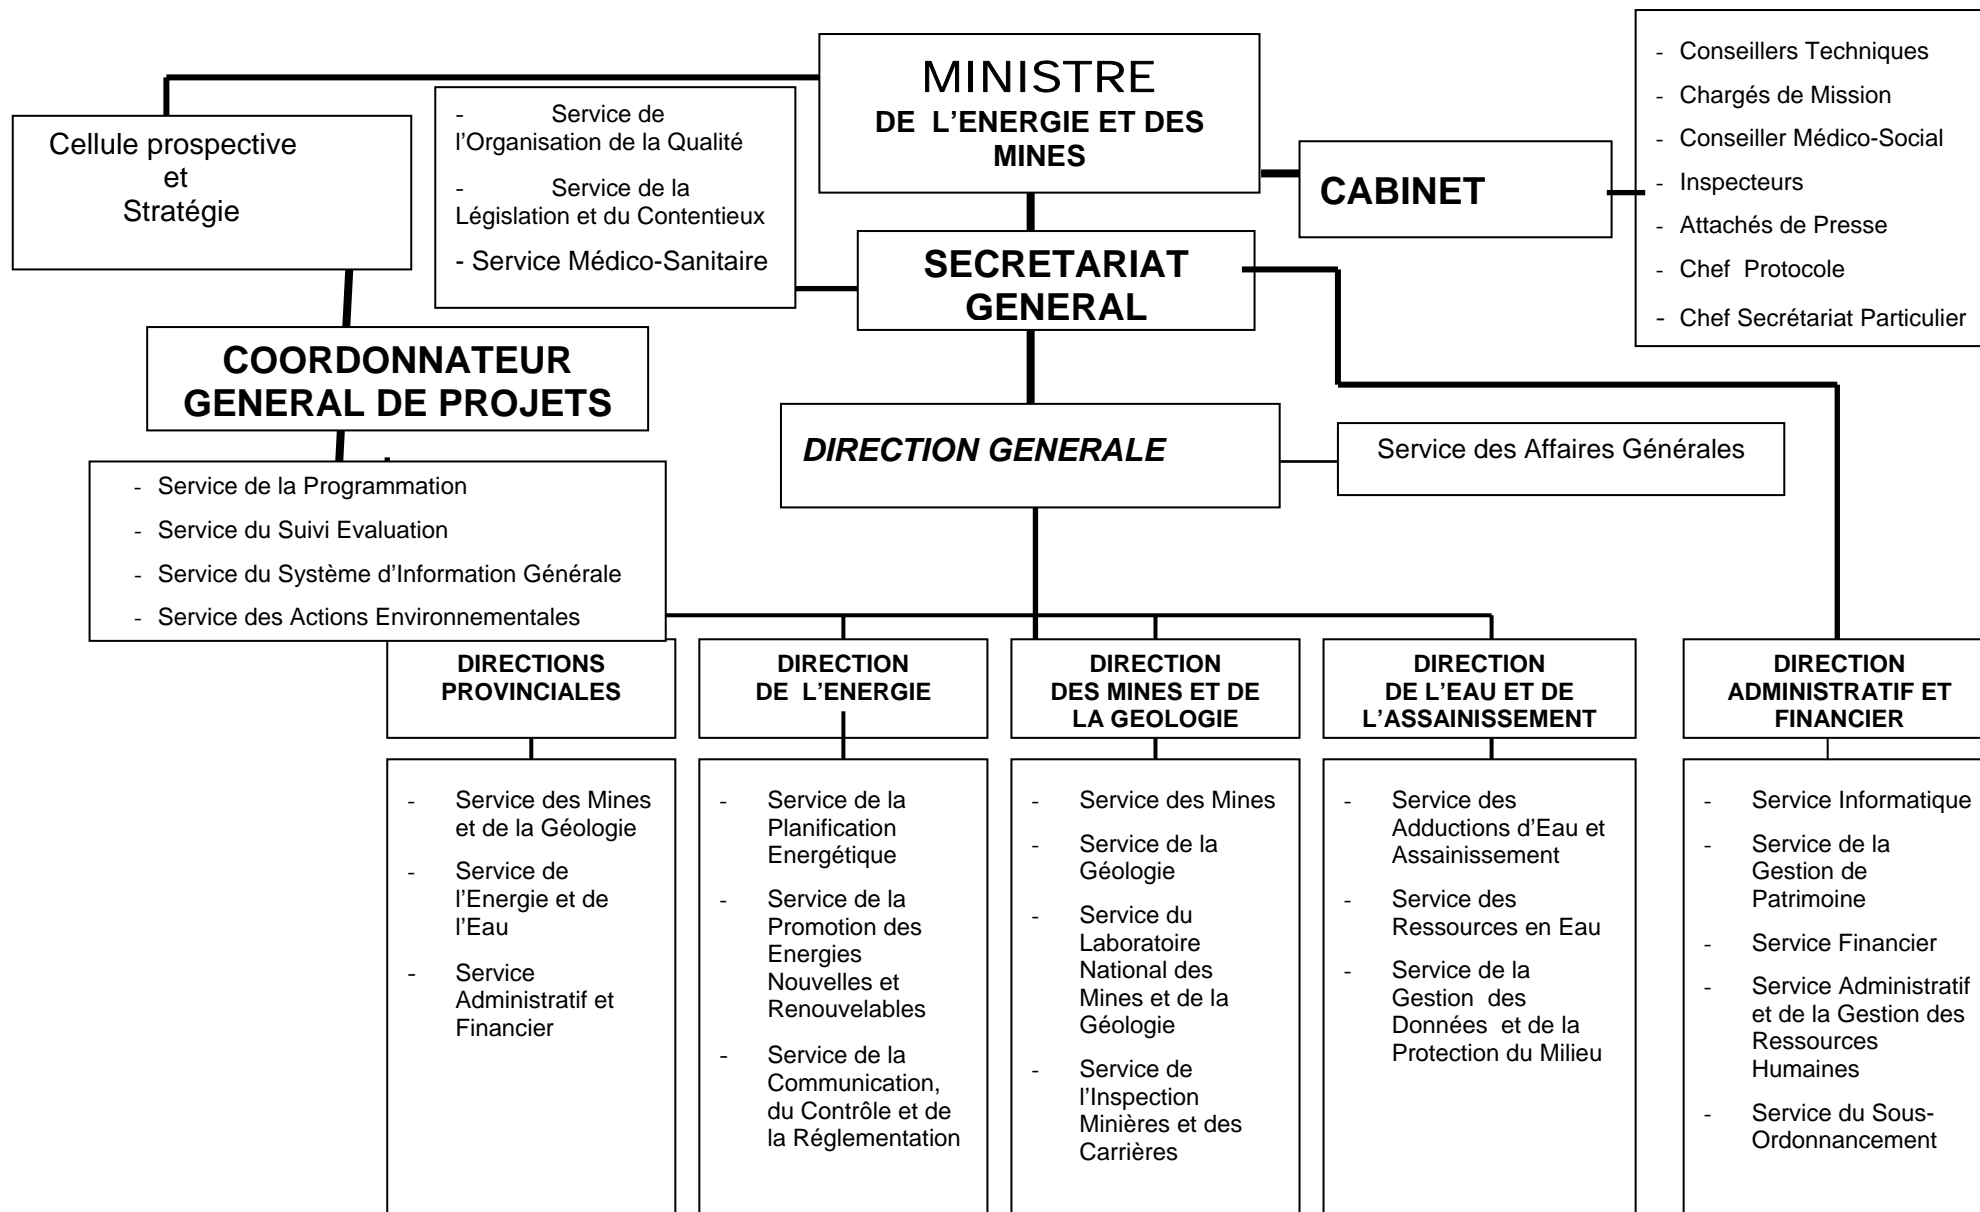 MINISTRE
DE L'ENERGIE ET DES
MINES
Cellule prospective
et
Stratégie
- Service de
l'Organisation de la Qualité
- Service de la
Législation et du Contentieux
- Service Médico-Sanitaire
CABINET
- Conseillers Techniques
- Chargés de Mission
- Conseiller Médico-Social
- Inspecteurs
- Attachés de Presse
- Chef Protocole
- Chef Secrétariat Particulier
SECRETARIAT
GENERAL
COORDONNATEUR
GENERAL DE PROJETS
DIRECTION GENERALE
Service des Affaires Générales
- Service de la Programmation
- Service du Suivi Evaluation
- Service du Système d'Information Générale
- Service des Actions Environnementales
DIRECTIONS
PROVINCIALES
DIRECTION
DE L'ENERGIE
DIRECTION
DES MINES ET DE
LA GEOLOGIE
DIRECTION
DE L'EAU ET DE
L'ASSAINISSEMENT
DIRECTION
ADMINISTRATIF ET
FINANCIER
- Service des Mines
et de la Géologie
- Service de
l'Energie et de
l'Eau
- Service
Administratif et
Financier
- Service de la
Planification
Energétique
- Service de la
Promotion des
Energies
Nouvelles et
Renouvelables
- Service de la
Communication,
du Contrôle et de
la Réglementation
- Service des Mines
- Service de la
Géologie
- Service du
Laboratoire
National des
Mines et de la
Géologie
- Service de
l'Inspection
Minières et des
Carrières
- Service des
Adductions d'Eau et
Assainissement
- Service des
Ressources en Eau
- Service de la
Gestion des
Données et de la
Protection du Milieu
- Service Informatique
- Service de la
Gestion de
Patrimoine
- Service Financier
- Service Administratif
et de la Gestion des
Ressources
Humaines
- Service du Sous-
Ordonnancement